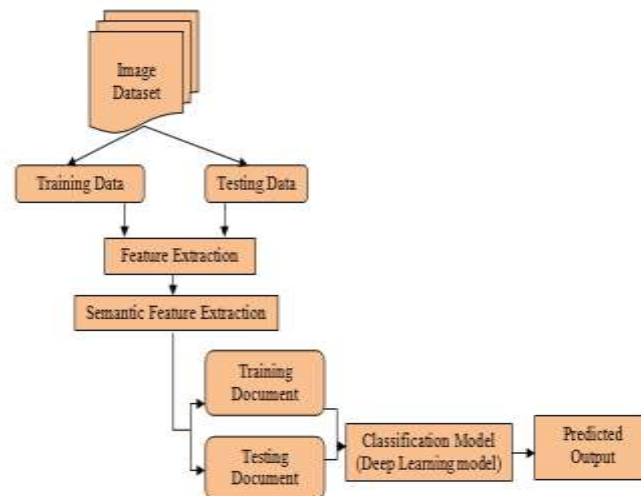 Image
Dataset
Training Data
Testing Data
Feature Extraction
Semantic Feature Extraction
Training
Document
Testing
Document
Classification Model
(Deep Learning model)
Predicted
Output